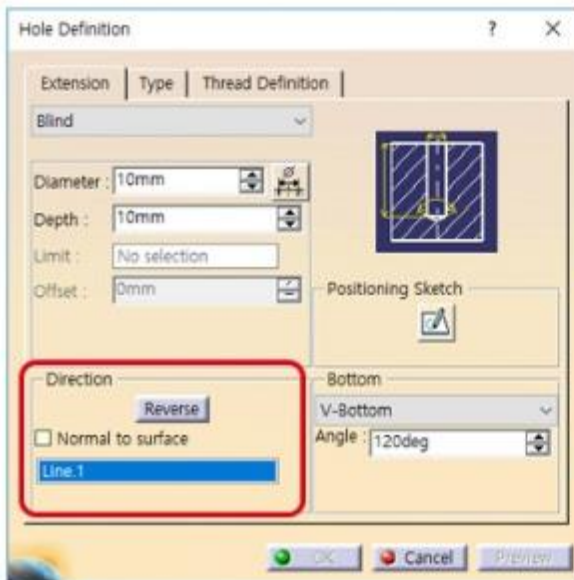 Hole Definition ? ×
Extension Type Thread Definition
Blind
Diameter : 10mm
Depth : 10mm
Limit : No selection
Offset : 0mm
Positioning Sketch
Direction
Reverse
Normal to surface
Line.1
Bottom
V-Bottom
Angle : 120deg
OK Cancel Preview